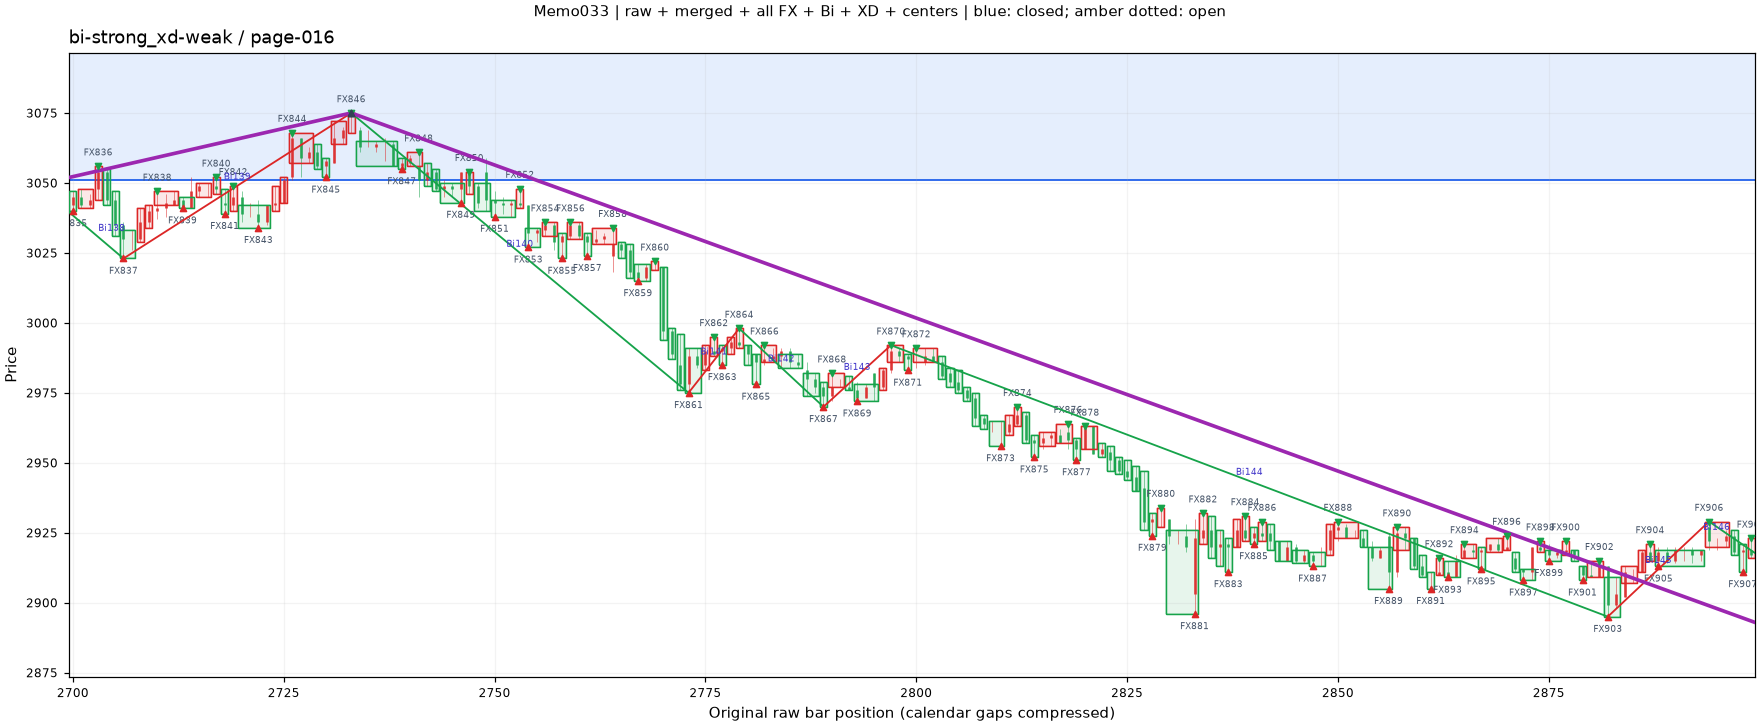 Memo033 | raw + merged + all FX + Bi + XD + centers | blue: closed; amber dotted: open
bi-strong_xd-weak / page-016
Price
3075
3050
3025
3000
2975
2950
2925
2900
2875
FX846
FX844
FX848
FX836
FX840
FX850
FX842
FX838
Bi139
FX852
FX845
FX847
FX839
FX841
FX849
FX854
FX856
FX858
Bi138
FX851
FX843
Bi140
FX853
FX860
FX837
FX855
FX857
FX859
FX864
FX862
FX866
FX870
FX872
Bi142
FX868
Bi143
FX863
FX871
FX865
FX861
FX869
FX867
FX874
FX878
FX873
FX875
FX877
Bi144
FX880
FX882
FX884
FX886
FX888
FX890
FX896
FX906
FX879
FX894
FX898
FX900
FX904
FX892
FX902
FX885
FX887
FX883
FX895
FX899
FX905
FX889
FX891
FX893
FX897
FX901
FX907
FX881
FX903
2700
2725
2750
2775
2800
2825
2850
2875
Original raw bar position (calendar gaps compressed)